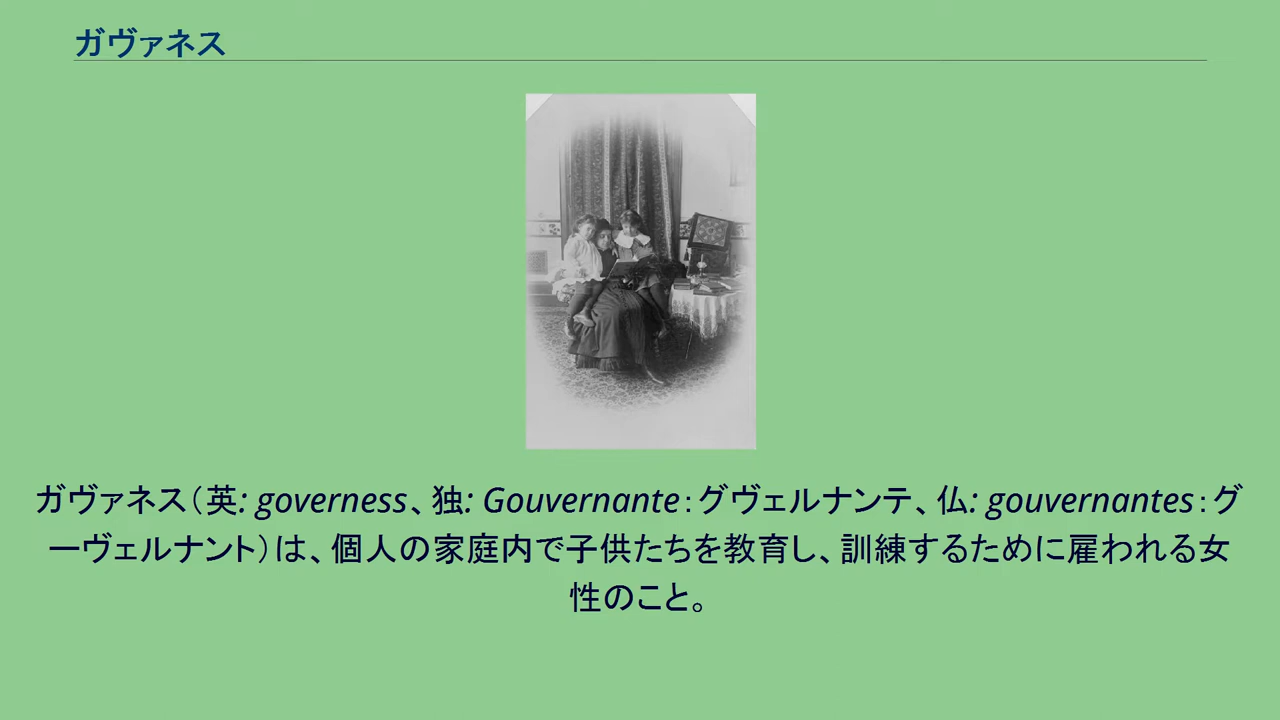 ガヴァネス
ガヴァネス（英: governess、独: Gouvernante：グヴェルナンテ、仏: gouvernantes：グ
ーヴェルナント）は、個人の家庭内で子供たちを教育し、訓練するために雇われる女
性のこと。